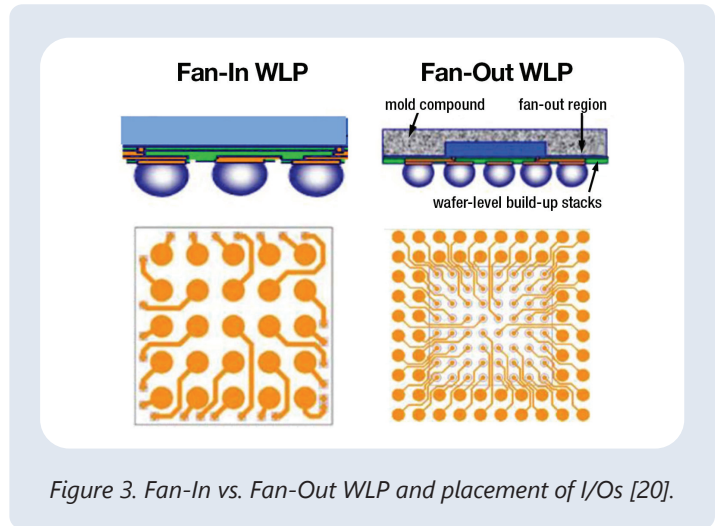 Fan-In WLP
Fan-Out WLP
mold compound
fan-out region
wafer-level build-up stacks
Figure 3. Fan-In vs. Fan-Out WLP and placement of I/Os [20].